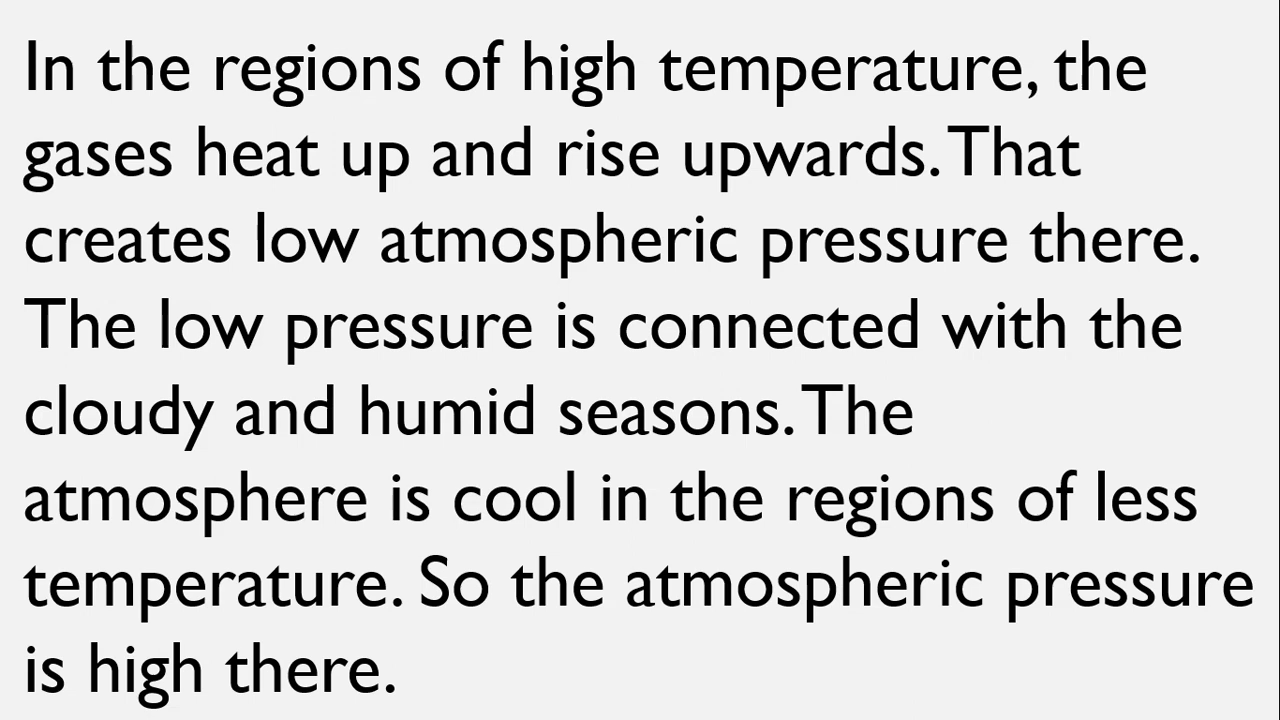 In the regions of high temperature, the
gases heat up and rise upwards. That
creates low atmospheric pressure there.
The low pressure is connected with the
cloudy and humid seasons. The
atmosphere is cool in the regions of less
temperature. So the atmospheric pressure
is high there.